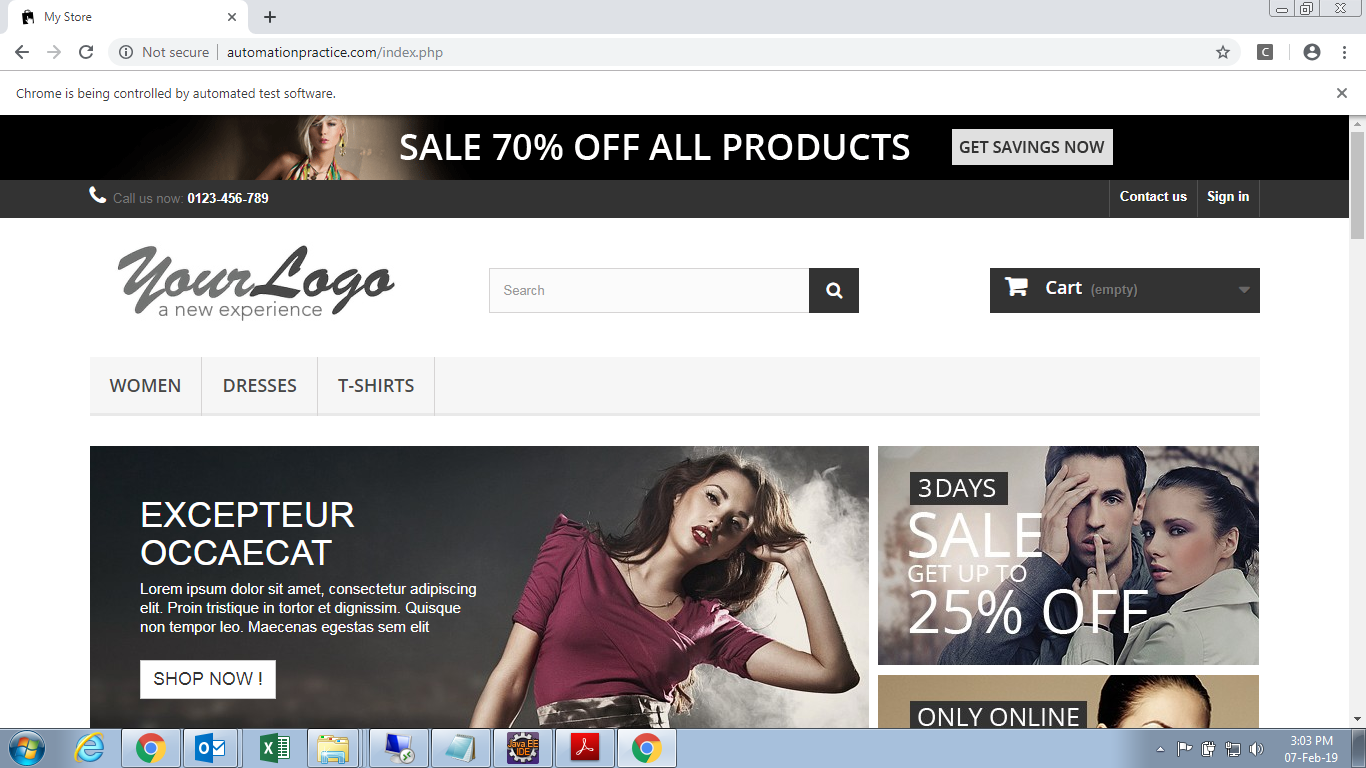 My Store
Not secure
automationpractice.com/index.php
C
Chrome is being controlled by automated test software.
SALE 70% OFF ALL PRODUCTS
GET SAVINGS NOW
Call us now: 0123-456-789
Contact us
Sign in
YourLogo
a new experience
Search
Cart (empty)
WOMEN
DRESSES
T-SHIRTS
EXCEPTEUR
OCCAECAT
Lorem ipsum dolor sit amet, consectetur adipiscing
elit. Proin tristique in tortor et dignissim. Quisque
non tempor leo. Maecenas egestas sem elit
SHOP NOW !
3 DAYS
SALE
GET UP TO
25% OFF
ONLY ONLINE
Java EE
IDE
3:03 PM
07-Feb-19